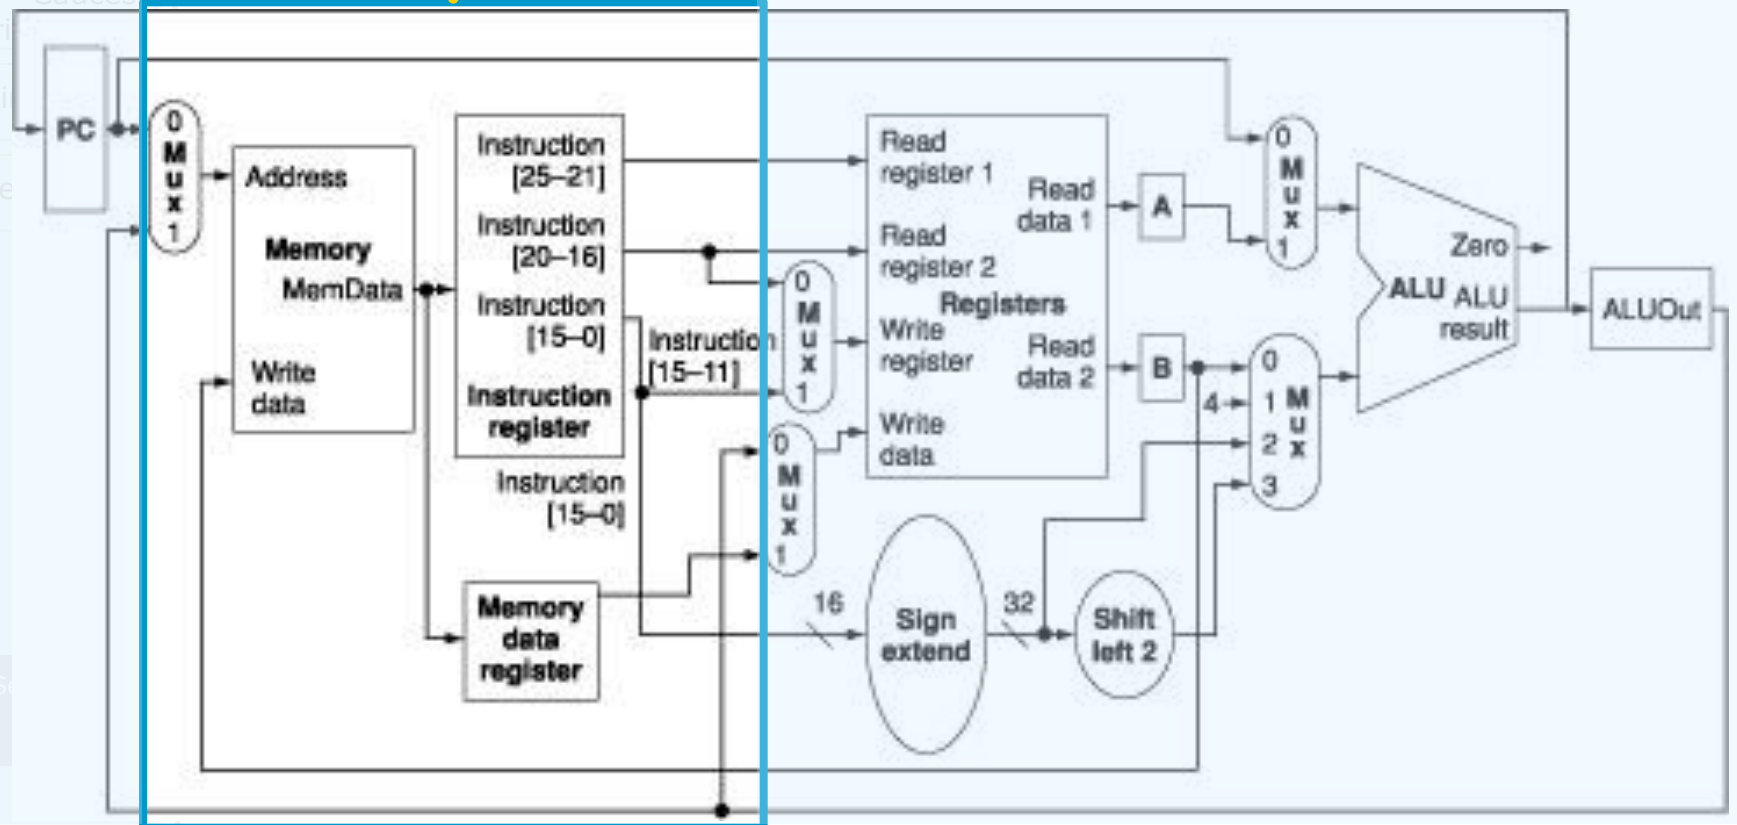 PC
0
M
u
x
1
Address
Memory
MemData
Write
data
Instruction
[25–21]
Instruction
[20–16]
Instruction
[15–0]
Instruction
register
Instruction
[15–0]
Memory
data
register
Instruction
[15–11]
0
M
u
x
1
0
M
u
x
1
Read
register 1
Read
register 2
Registers
Write
register
Write
data
Read
data 1
Read
data 2
16
Sign
extend
32
Shift
left 2
A
B
4
0
M
u
x
1
0
1 M
u
2 x
3
Zero
ALU
ALU
result
ALUOut